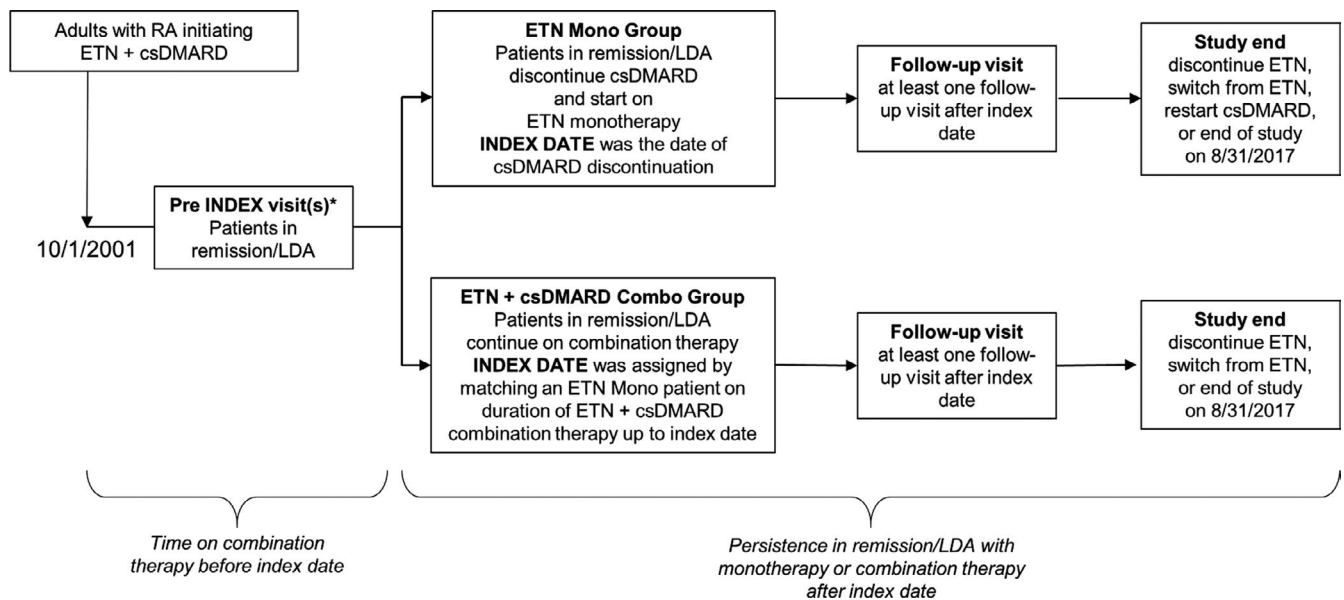 Adults with RA initiating
ETN + csDMARD
10/1/2001
Pre INDEX visit(s)*
Patients in
remission/LDA
ETN Mono Group
Patients in remission/LDA
discontinue csDMARD
and start on
ETN monotherapy
INDEX DATE was the date of
csDMARD discontinuation
Follow-up visit
at least one follow-
up visit after index
date
Study end
discontinue ETN,
switch from ETN,
restart csDMARD,
or end of study
on 8/31/2017
ETN + csDMARD Combo Group
Patients in remission/LDA
continue on combination therapy
INDEX DATE was assigned by
matching an ETN Mono patient on
duration of ETN + csDMARD
combination therapy up to index date
Follow-up visit
at least one follow-
up visit after index
date
Study end
discontinue ETN,
switch from ETN,
or end of study
on 8/31/2017
Time on combination
therapy before index date
Persistence in remission/LDA with
monotherapy or combination therapy
after index date